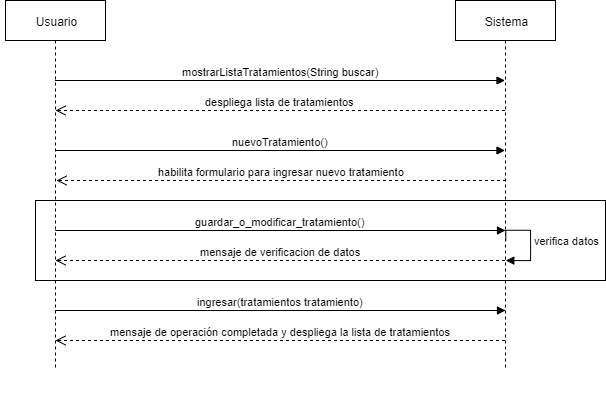 Usuario
Sistema
mostrarListaTratamientos(String buscar)
despliega lista de tratamientos
nuevoTratamiento()
habilita formulario para ingresar nuevo tratamiento
guardar_o_modificar_tratamiento()
verifica datos
mensaje de verificacion de datos
ingresar(tratamientos tratamiento)
mensaje de operación completada y despliega la lista de tratamientos